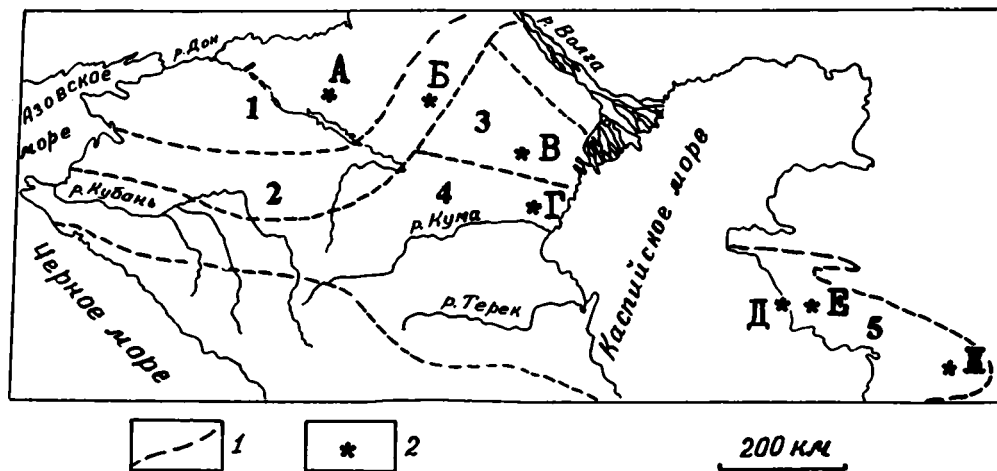 р. Дон
Азовское
море
А
Б
р. Волга
1
3
В
2
4
Г
р. Кубань
р. Кума
Черное море
р. Терек
Каспийское море
Д
Е
5
Ж
1
2
200 км